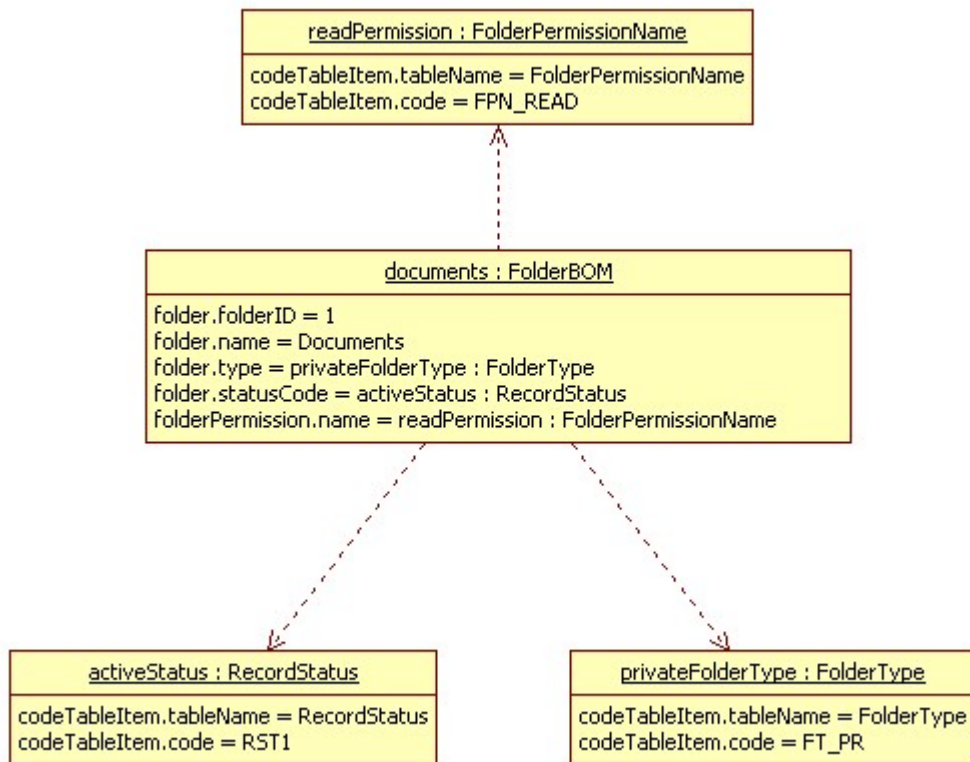 readPermission : FolderPermissionName
codeTableItem.tableName = FolderPermissionName
codeTableItem.code = FPN_READ
documents : FolderBOM
folder.folderID = 1
folder.name = Documents
folder.type = privateFolderType : FolderType
folder.statusCode = activeStatus : RecordStatus
folderPermission.name = readPermission : FolderPermissionName
activeStatus : RecordStatus
codeTableItem.tableName = RecordStatus
codeTableItem.code = RST1
privateFolderType : FolderType
codeTableItem.tableName = FolderType
codeTableItem.code = FT_PR